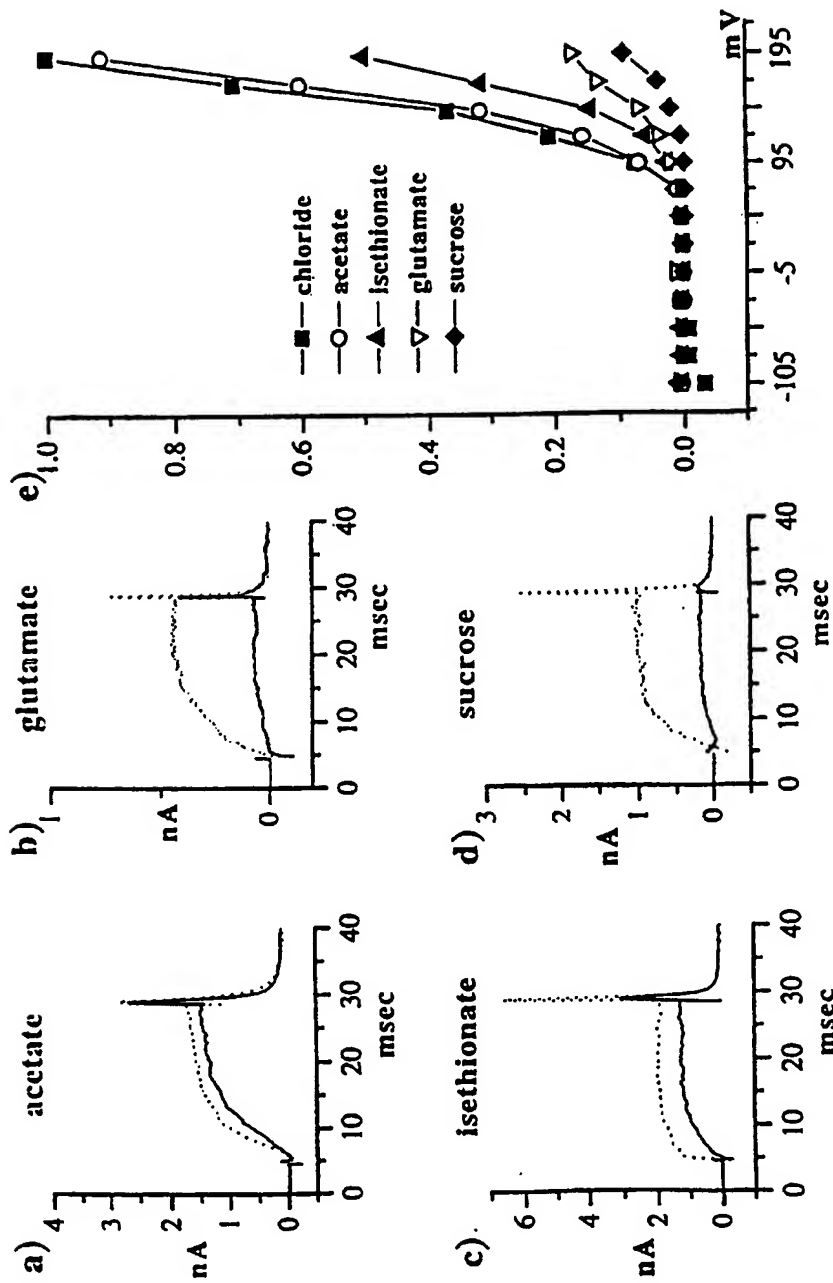 a)
acetate
4
3
2
1
0
nA
0 10 20 30 40
msec
b)
glutamate
1
nA
0
0 10 20 30 40
msec
c)
isethionate
6
4
2
0
nA
0 10 20 30 40
msec
d)
sucrose
3
2
1
0
nA
0 10 20 30 40
msec
e)
1.0
0.8
0.6
0.4
0.2
0.0
chloride
acetate
isethionate
glutamate
sucrose
-105 -5 95 195
mV